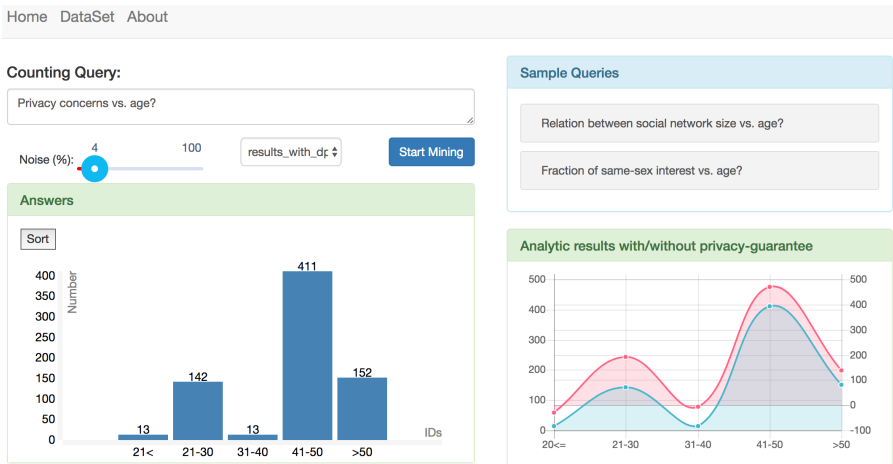 Home DataSet About
Counting Query:
Privacy concerns vs. age?
Noise (%):
4
100
results_with_dp
Start Mining
Answers
Sort
Number
400
350
300
250
200
150
100
50
0
13
142
13
411
152
IDs
21<
21-30
31-40
41-50
>50
Sample Queries
Relation between social network size vs. age?
Fraction of same-sex interest vs. age?
Analytic results with/without privacy-guarantee
500
400
300
200
100
0
500
400
300
200
100
0
-100
20<=
21-30
31-40
41-50
>50